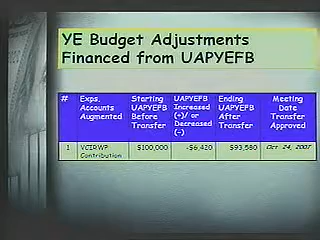 YE Budget Adjustments
Financed from UAPYEFB
# Exps. Accounts Augmented Starting UAPYEFB Before Transfer UAPYEFB Increased (+)/ or Decreased (-) Ending UAPYEFB After Transfer Meeting Date Transfer Approved
1 YCIRWP Contribution $100,000 -$6,420 $93,580 Oct 24, 2007